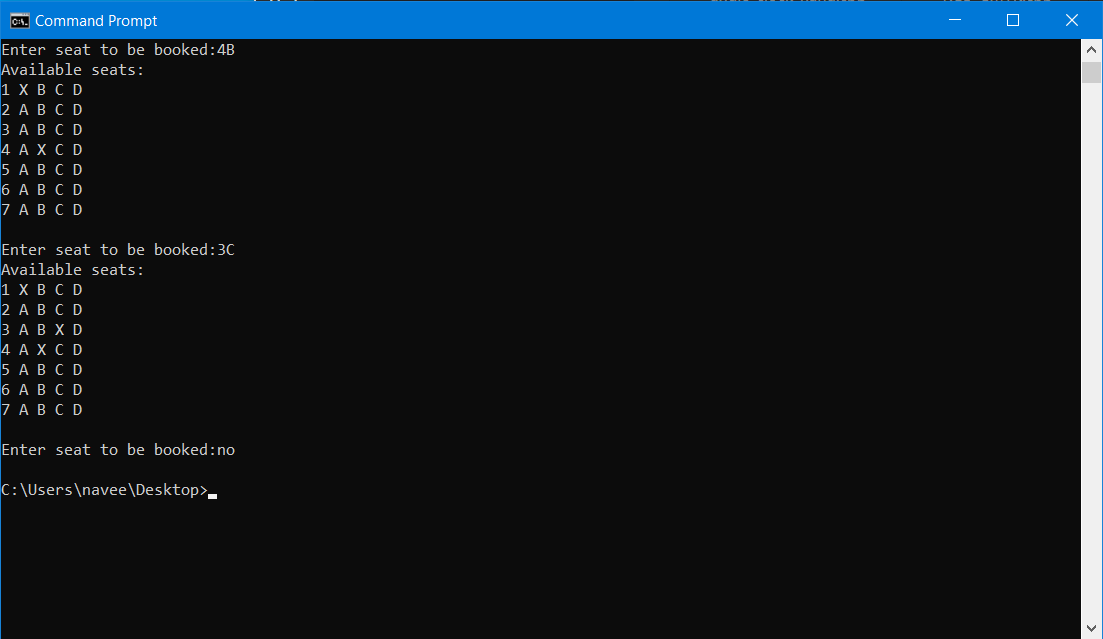 Command Prompt
Enter seat to be booked:4B
Available seats:
1 X B C D
2 A B C D
3 A B C D
4 A X C D
5 A B C D
6 A B C D
7 A B C D
Enter seat to be booked:3C
Available seats:
1 X B C D
2 A B C D
3 A B X D
4 A X C D
5 A B C D
6 A B C D
7 A B C D
Enter seat to be booked:no
C:\Users\navee\Desktop>